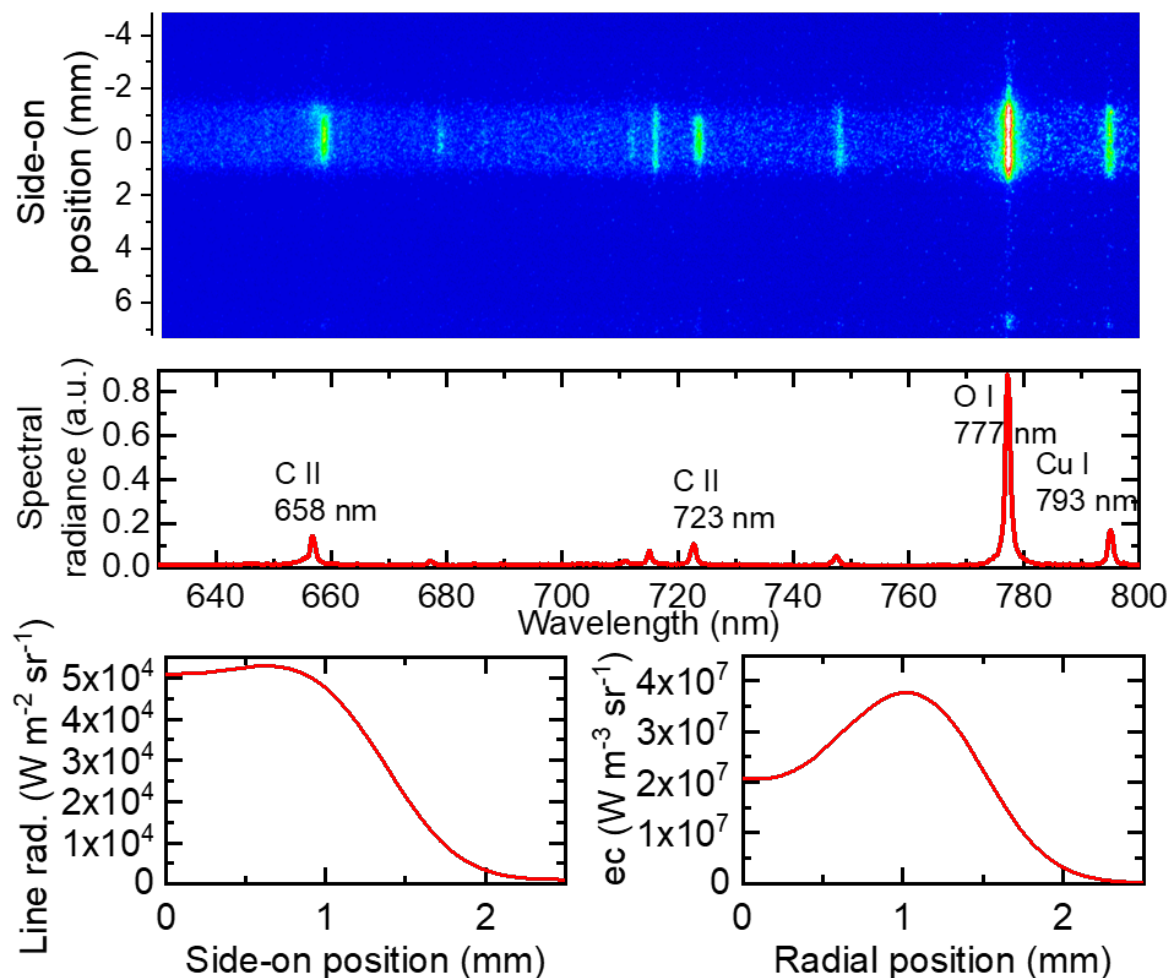 -4
-2
0
2
4
6
Side-on
position (mm)
0.8
0.6
0.4
0.2
0.0
Spectral
radiance (a.u.)
C II
658 nm
C II
723 nm
O I
777 nm
Cu I
793 nm
640 660 680 700 720 740 760 780 800
Wavelength (nm)
5x10⁴
4x10⁴
3x10⁴
2x10⁴
1x10⁴
0
Line rad. (W m⁻² sr⁻¹)
0 1 2
Side-on position (mm)
4x10⁷
3x10⁷
2x10⁷
1x10⁷
0
ec (W m⁻³ sr⁻¹)
0 1 2
Radial position (mm)